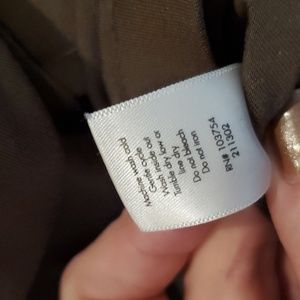 Machine wash cold
Gentle cycle
Wash inside out
Tumble dry low or
line dry
Do not bleach
Do not iron
RN# 103754
211302